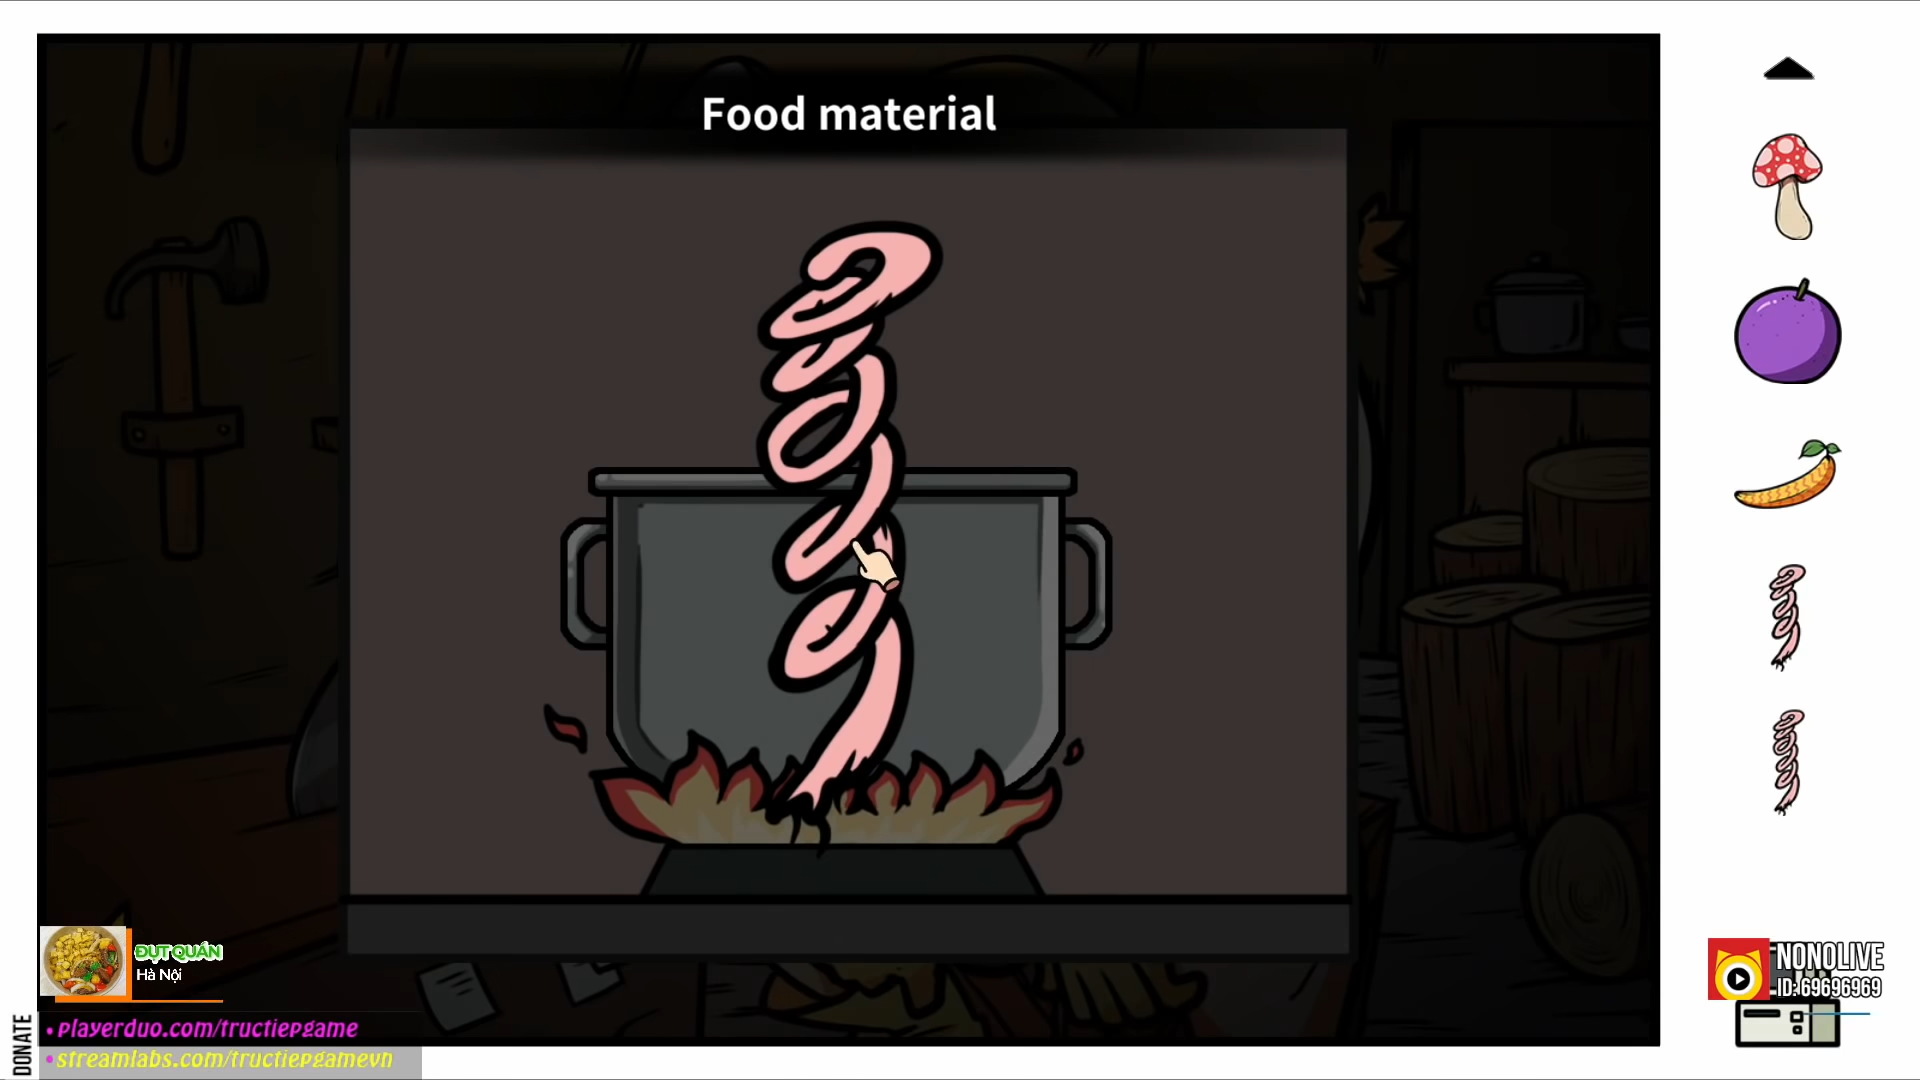 Food material
ĐỤT QUÁN
Hà Nội
NONOLIVE
ID:69696969
DONATE
• playerduo.com/tructiepgame
• streamlabs.com/tructiepgamevn